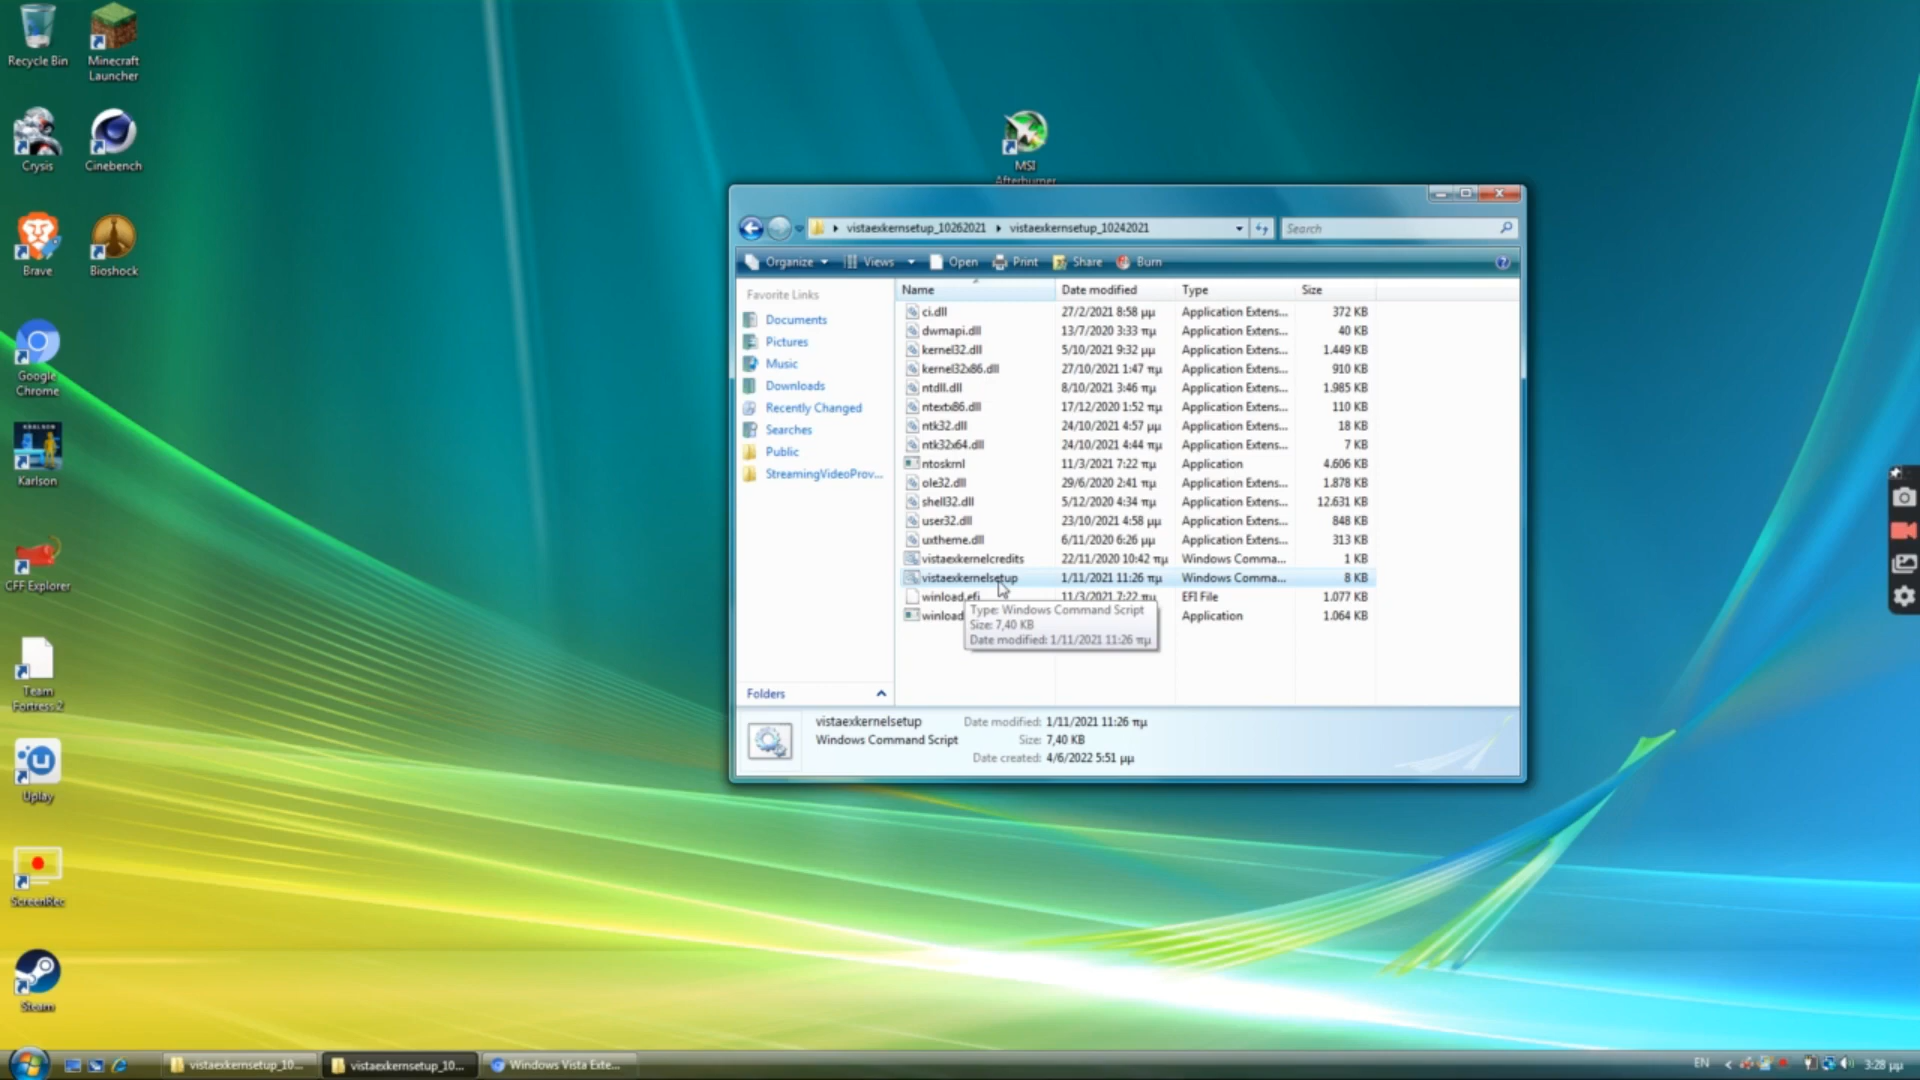 Recycle Bin
Minecraft
Launcher
Crysis
Cinebench
Brave
Bioshock
Google
Chrome
KARLSON
Karlson
CFF Explorer
Team
Fortress 2
Uplay
ScreenRec
Steam
MSI
Afterburner
vistaexkernsetup_10262021
vistaexkernsetup_10242021
Search
Organize
Views
Open
Print
Share
Burn
Favorite Links
Documents
Pictures
Music
Downloads
Recently Changed
Searches
Public
StreamingVideoProv...
Folders
Name Date modified Type Size
ci.dll 27/2/2021 8:58 μμ Application Extens... 372 KB
dwmapi.dll 13/7/2020 3:33 πμ Application Extens... 40 KB
kernel32.dll 5/10/2021 9:32 μμ Application Extens... 1.449 KB
kernel32x86.dll 27/10/2021 1:47 πμ Application Extens... 910 KB
ntdll.dll 8/10/2021 3:46 πμ Application Extens... 1.985 KB
ntextx86.dll 17/12/2020 1:52 πμ Application Extens... 110 KB
ntk32.dll 24/10/2021 4:57 μμ Application Extens... 18 KB
ntk32x64.dll 24/10/2021 4:44 πμ Application Extens... 7 KB
ntoskrnl 11/3/2021 7:22 πμ Application 4.606 KB
ole32.dll 29/6/2020 2:41 πμ Application Extens... 1.878 KB
shell32.dll 5/12/2020 4:34 πμ Application Extens... 12.631 KB
user32.dll 23/10/2021 4:58 μμ Application Extens... 848 KB
uxtheme.dll 6/11/2020 6:26 μμ Application Extens... 313 KB
vistaexkernelcredits 22/11/2020 10:42 πμ Windows Comma... 1 KB
vistaexkernelsetup 1/11/2021 11:26 πμ Windows Comma... 8 KB
winload.efi 11/3/2021 7:22 πμ EFI File 1.077 KB
winload Application 1.064 KB
Type: Windows Command Script
Size: 7,40 KB
Date modified: 1/11/2021 11:26 πμ
vistaexkernelsetup Date modified: 1/11/2021 11:26 πμ
Windows Command Script Size: 7,40 KB
Date created: 4/6/2022 5:51 μμ
vistaexkernsetup_10...
vistaexkernsetup_10...
Windows Vista Exte...
EN
3:28 μμ